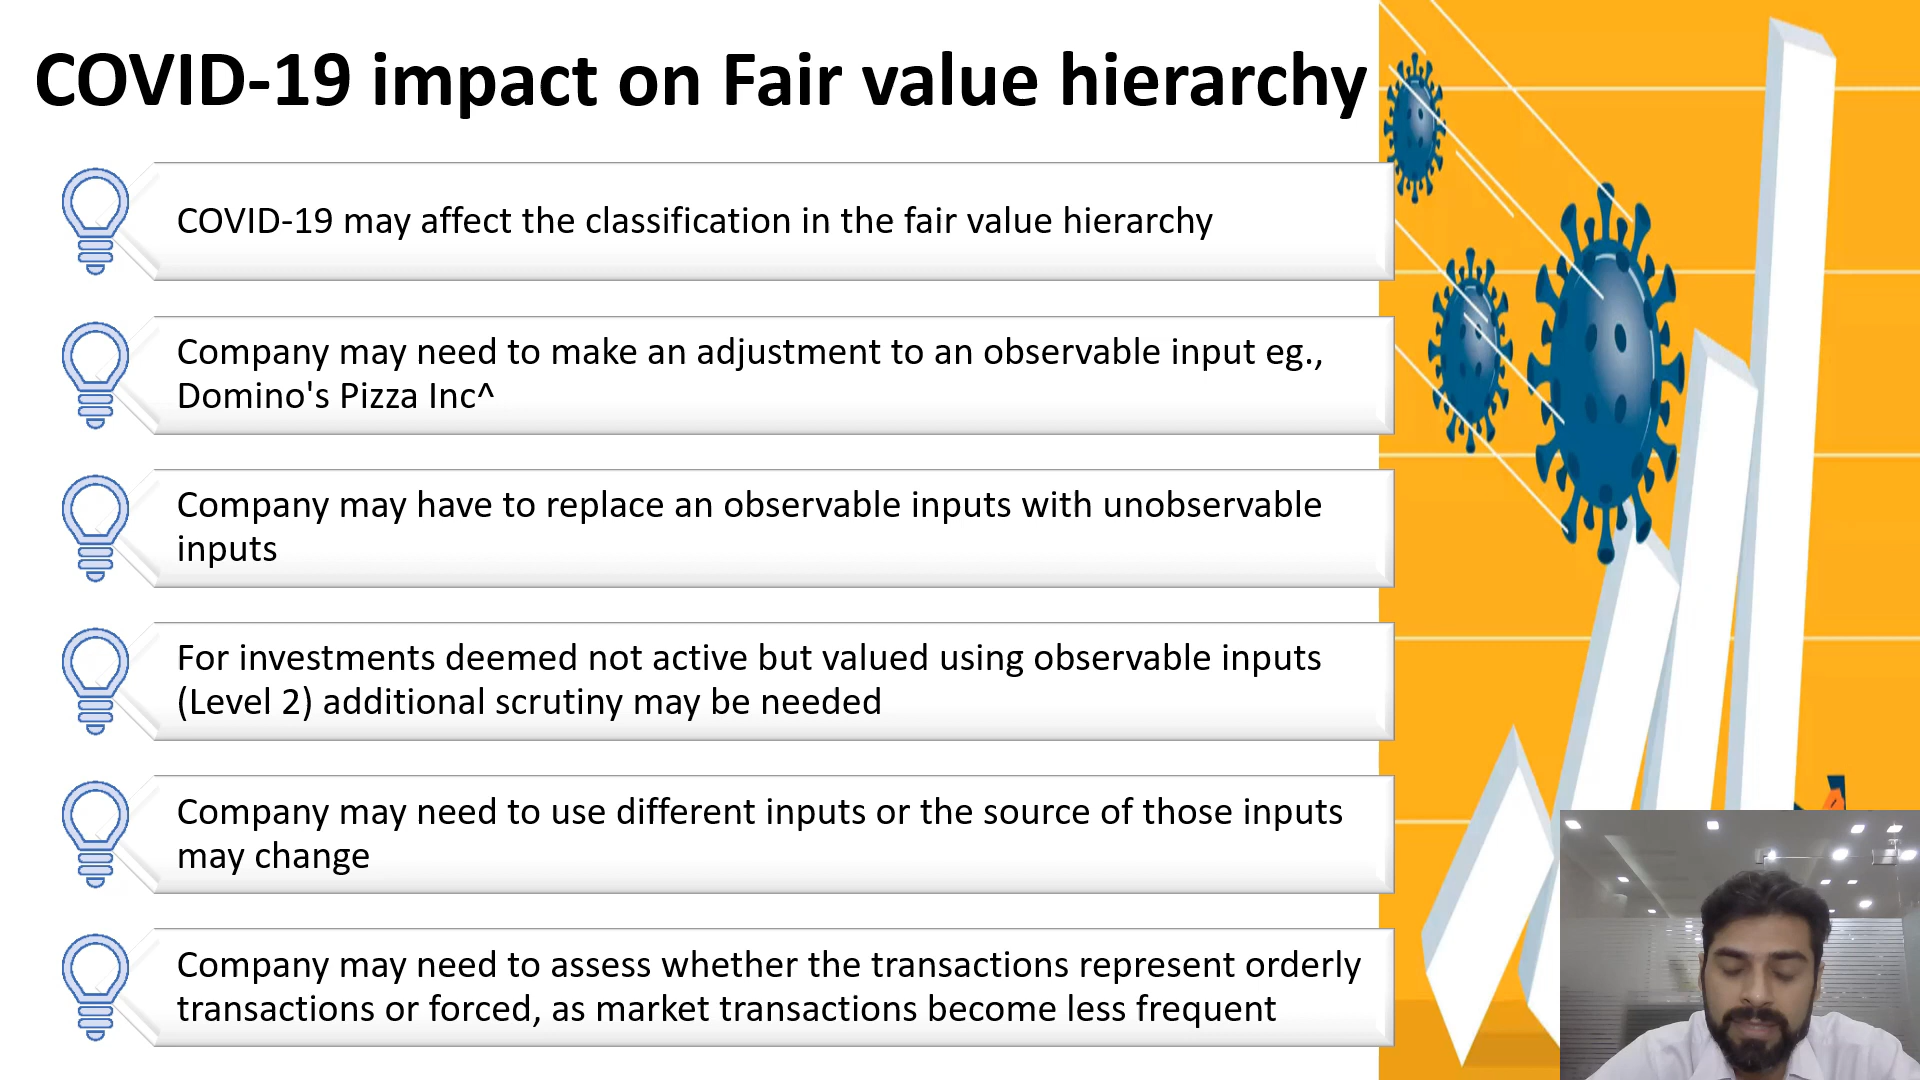 COVID-19 impact on Fair value hierarchy
COVID-19 may affect the classification in the fair value hierarchy
Company may need to make an adjustment to an observable input eg.,
Domino's Pizza Inc^
Company may have to replace an observable inputs with unobservable
inputs
For investments deemed not active but valued using observable inputs
(Level 2) additional scrutiny may be needed
Company may need to use different inputs or the source of those inputs
may change
Company may need to assess whether the transactions represent orderly
transactions or forced, as market transactions become less frequent